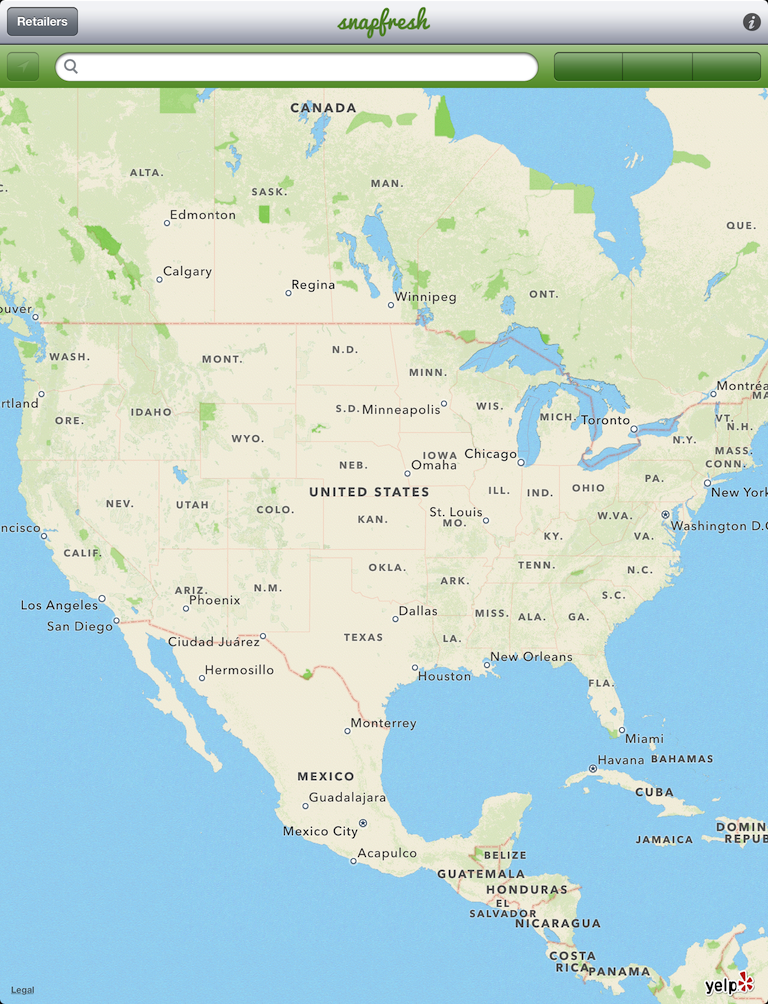 Retailers
snapfresh
CANADA
ALTA.
SASK.
MAN.
C.
Edmonton
QUE.
Calgary
Regina
Winnipeg
ONT.
ouver
WASH.
MONT.
N.D.
MINN.
Montréa
MA
rtland
ORE.
IDAHO
S.D.
Minneapolis
WIS.
MICH.
Toronto
VT.
N.H.
WYO.
N.Y.
MASS.
IOWA
Chicago
CONN.
NEB.
Omaha
PA.
New York
UNITED STATES
ILL.
IND.
OHIO
NEV.
UTAH
COLO.
KAN.
St. Louis
MO.
W.VA.
Washington D.C
ncisco
KY.
VA.
CALIF.
OKLA.
TENN.
N.C.
ARIZ.
N.M.
ARK.
S.C.
Los Angeles
Phoenix
Dallas
MISS.
ALA.
GA.
San Diego
Ciudad Juárez
TEXAS
LA.
Hermosillo
Houston
New Orleans
FLA.
Monterrey
Miami
Havana
BAHAMAS
MEXICO
CUBA
Guadalajara
Mexico City
DOMIN
REPUB
JAMAICA
Acapulco
BELIZE
GUATEMALA
HONDURAS
EL
SALVADOR
NICARAGUA
COSTA
RICA
PANAMA
Legal
yelp